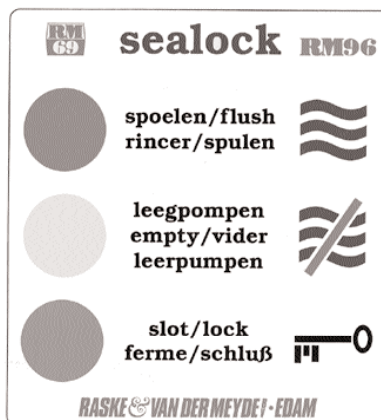 RM
69
sealock RM96
spoelen/flush
rincer/spulen
leegpompen
empty/vider
leerpumpen
slot/lock
ferme/schluß
RASKE & VAN DER MEYDE! · EDAM